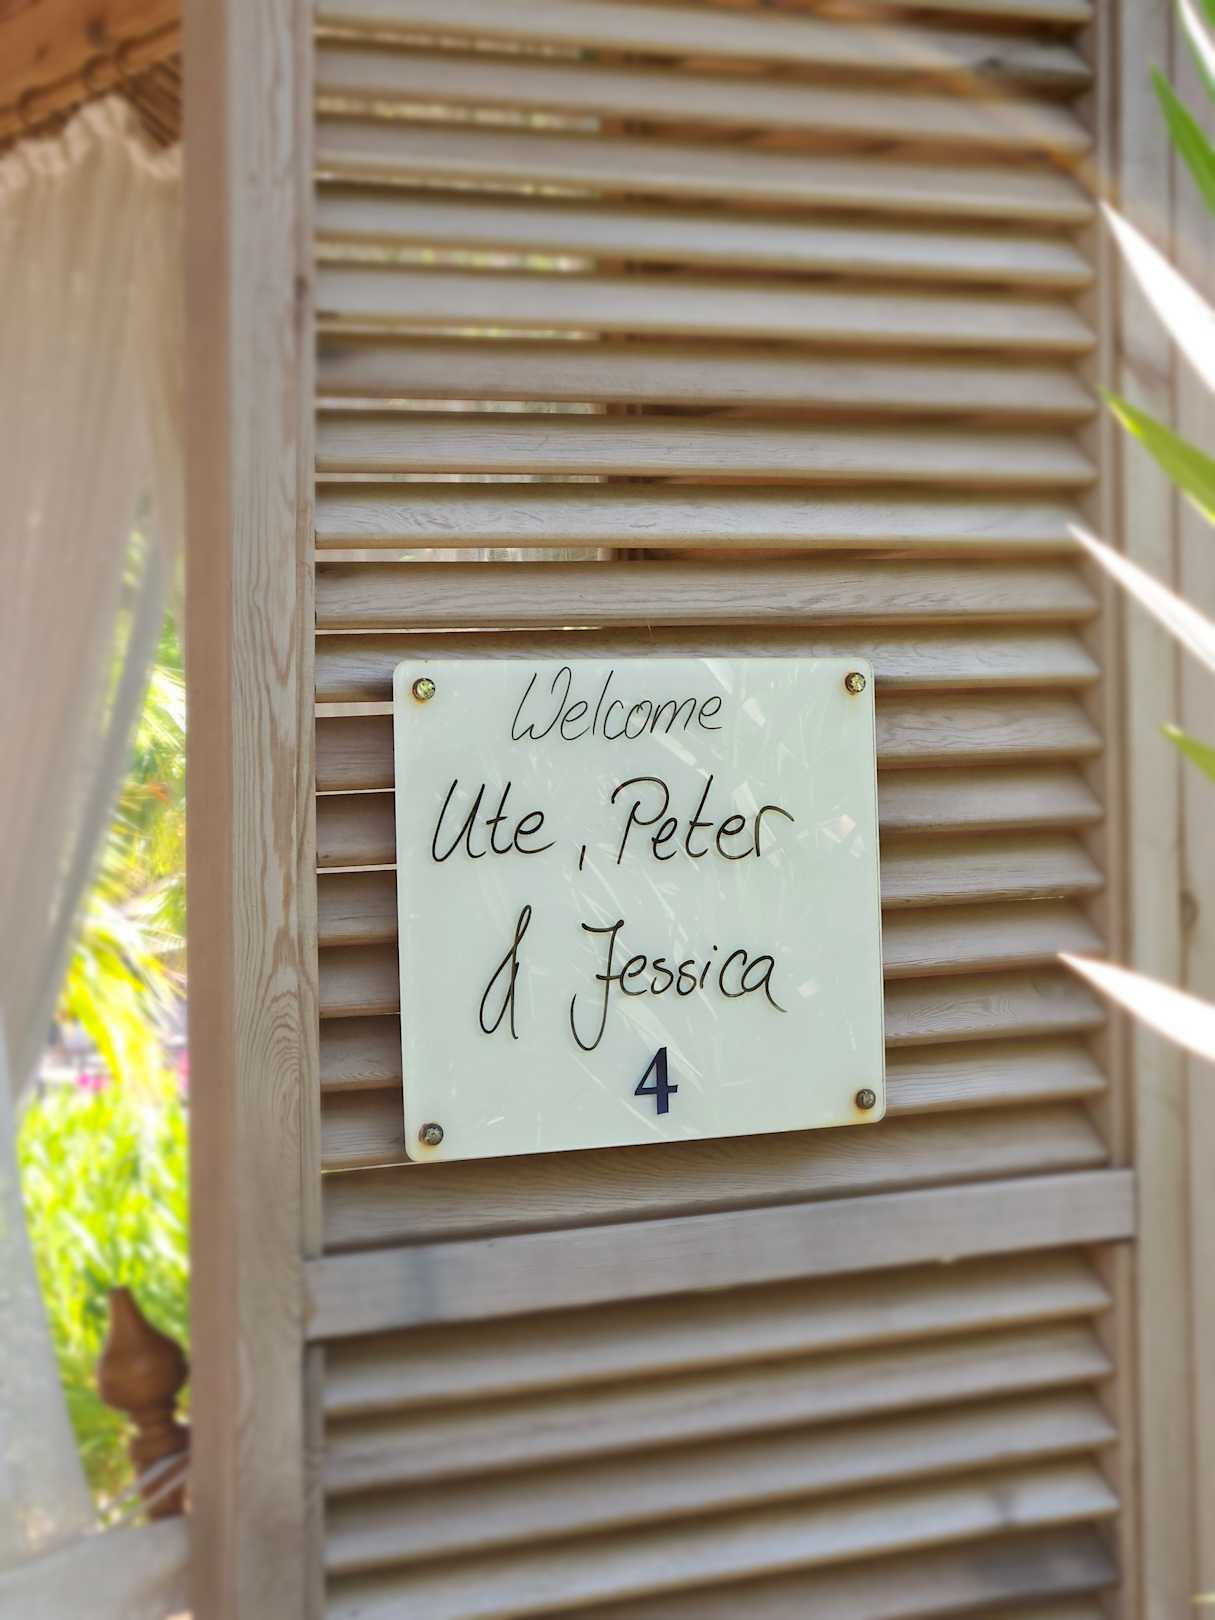 Welcome
Ute, Peter
& Jessica
4